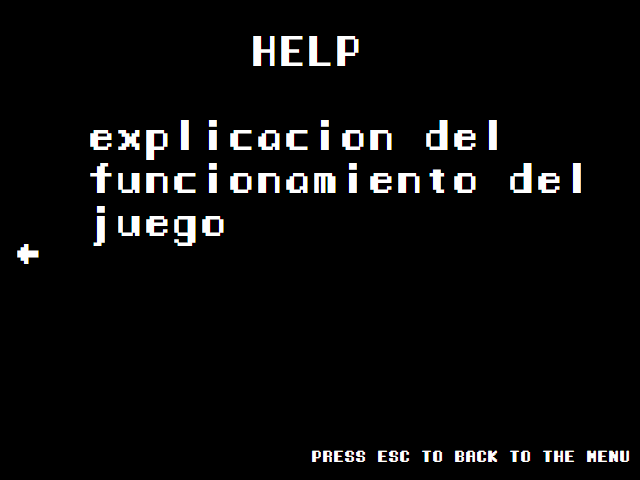 HELP
explicacion del
funcionamiento del
juego
PRESS ESC TO BACK TO THE MENU